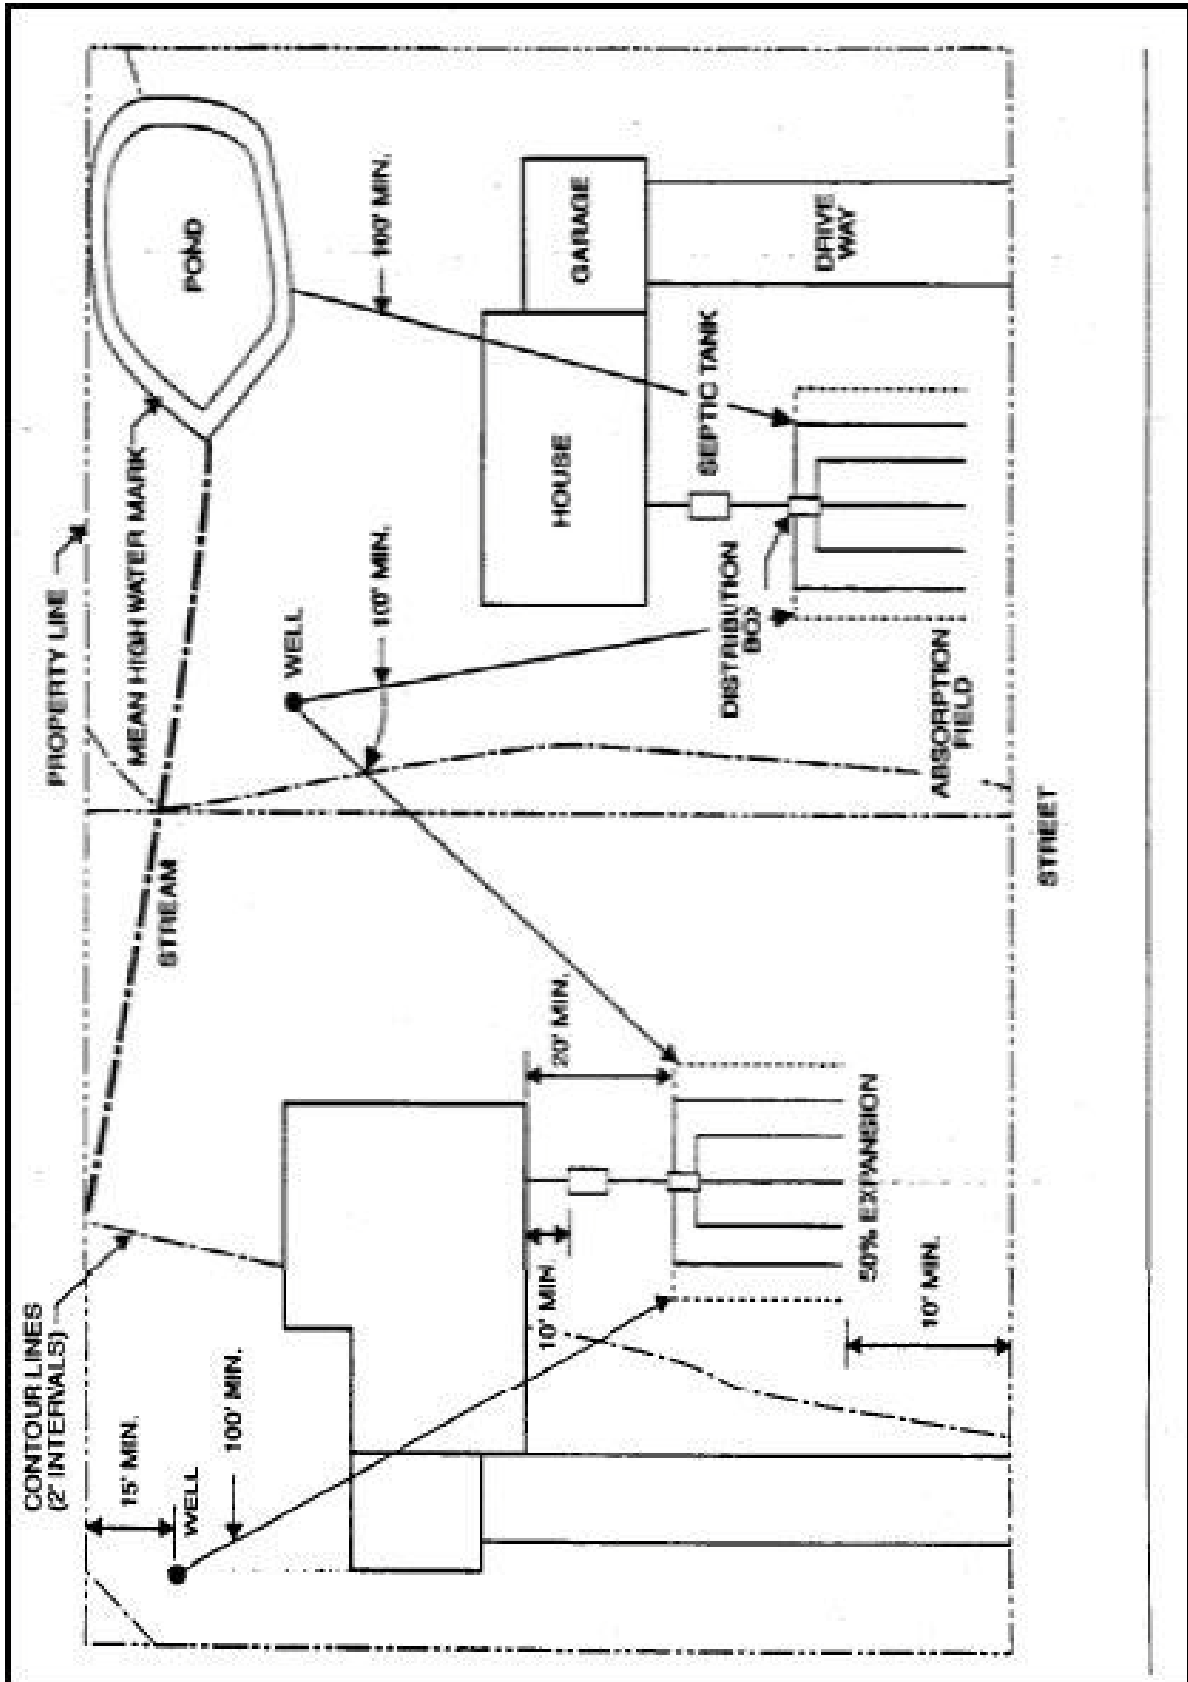 CONTOUR LINES
(2' INTERVALS)
PROPERTY LINE
15' MIN.
MEAN HIGH WATER MARK
WELL
STREAM
POND
100' MIN.
WELL
100' MIN.
100' MIN.
10' MIN.
20' MIN.
HOUSE
GARAGE
SEPTIC TANK
DISTRIBUTION
BOX
DRIVE
WAY
50% EXPANSION
10' MIN.
ABSORPTION
FIELD
STREET